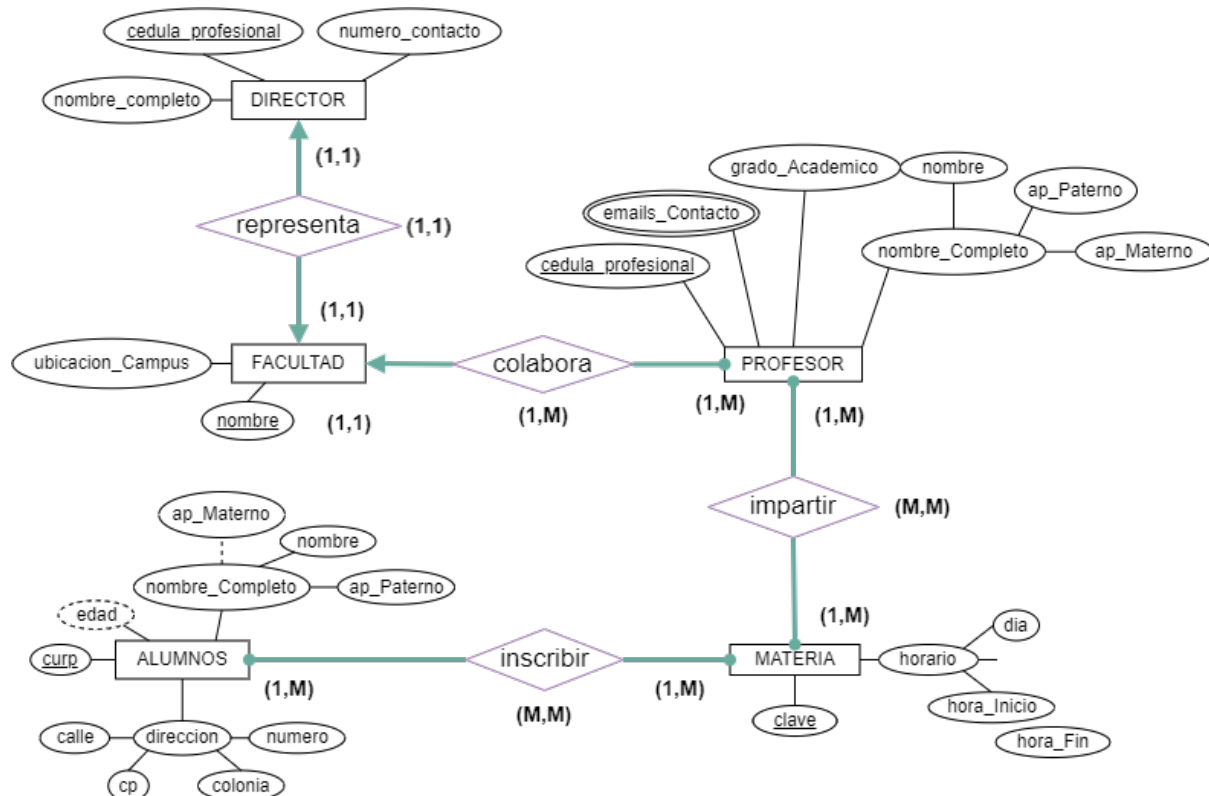 cedula_profesional
numero_contacto
nombre_completo
DIRECTOR
(1,1)
representa
(1,1)
(1,1)
ubicacion_Campus
FACULTAD
nombre
(1,1)
colabora
(1,M)
(1,M)
grado_Academico
nombre
emails_Contacto
ap_Paterno
cedula_profesional
nombre_Completo
ap_Materno
PROFESOR
(1,M)
impartir
(M,M)
(1,M)
ap_Materno
nombre
nombre_Completo
ap_Paterno
edad
curp
ALUMNOS
(1,M)
inscribir
(M,M)
(1,M)
MATERIA
clave
horario
dia
hora_Inicio
hora_Fin
calle
direccion
numero
cp
colonia